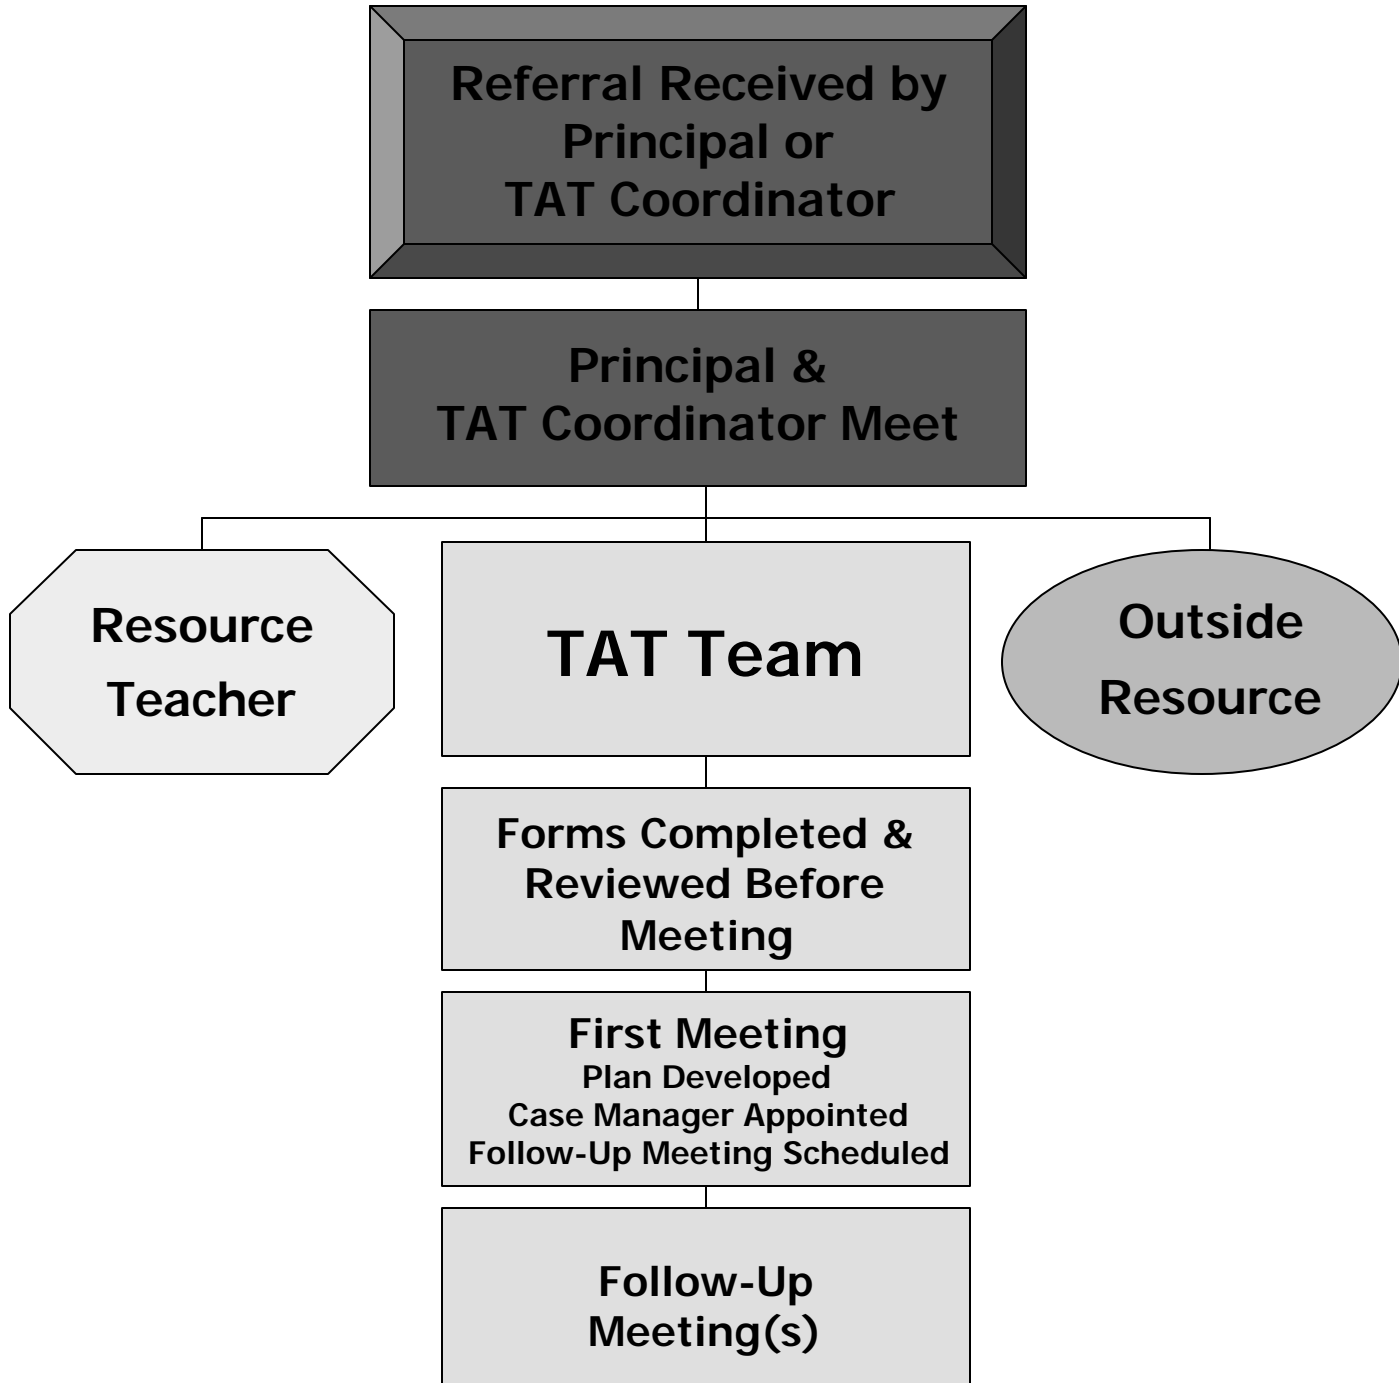 Referral Received by
Principal or
TAT Coordinator
Principal &
TAT Coordinator Meet
Resource
Teacher
TAT Team
Outside
Resource
Forms Completed &
Reviewed Before
Meeting
First Meeting
Plan Developed
Case Manager Appointed
Follow-Up Meeting Scheduled
Follow-Up
Meeting(s)